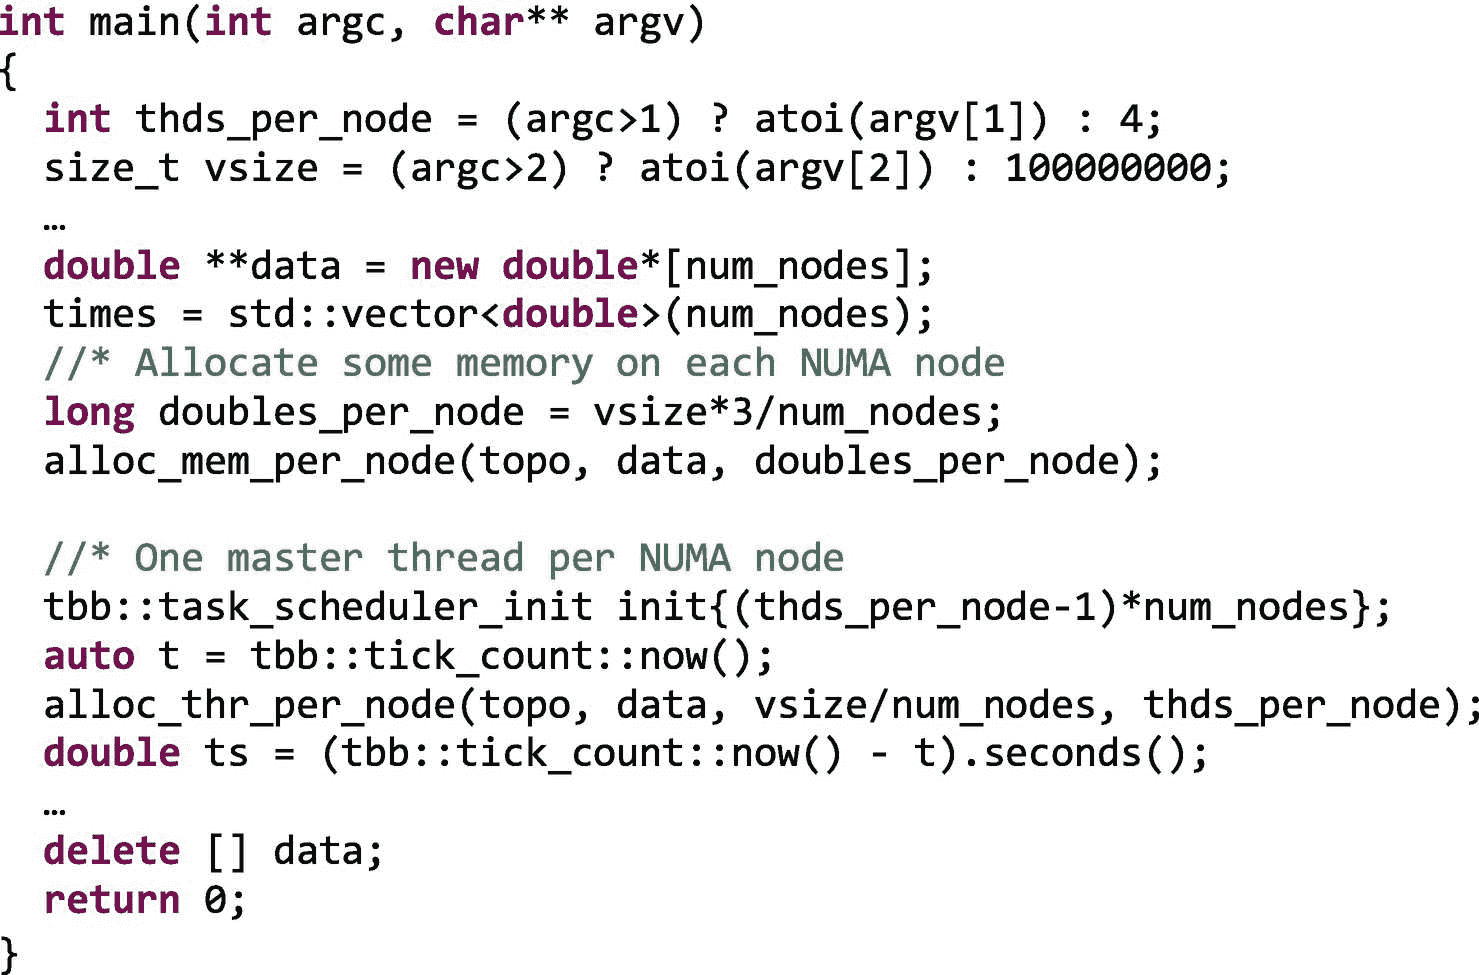 int main(int argc, char** argv)
{
  int thds_per_node = (argc>1) ? atoi(argv[1]) : 4;
  size_t vsize = (argc>2) ? atoi(argv[2]) : 100000000;
  …
  double **data = new double*[num_nodes];
  times = std::vector<double>(num_nodes);
  //* Allocate some memory on each NUMA node
  long doubles_per_node = vsize*3/num_nodes;
  alloc_mem_per_node(topo, data, doubles_per_node);

  //* One master thread per NUMA node
  tbb::task_scheduler_init init{(thds_per_node-1)*num_nodes};
  auto t = tbb::tick_count::now();
  alloc_thr_per_node(topo, data, vsize/num_nodes, thds_per_node);
  double ts = (tbb::tick_count::now() - t).seconds();
  …
  delete [] data;
  return 0;
}